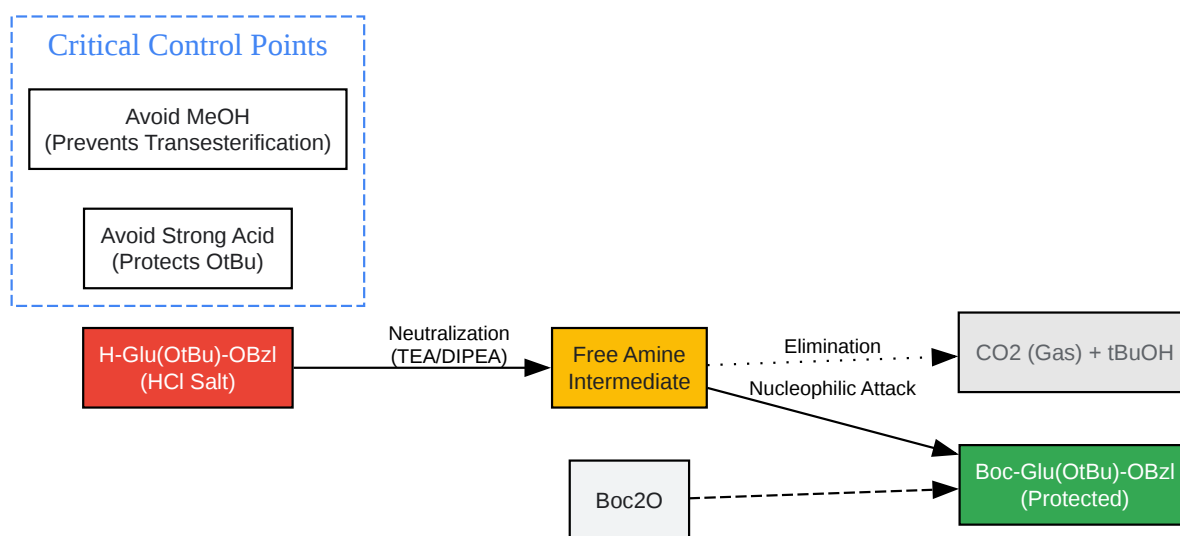 Critical Control Points
Avoid MeOH
(Prevents Transesterification)
Avoid Strong Acid
(Protects OtBu)
H-Glu(OtBu)-OBzl
(HCl Salt)
Neutralization
(TEA/DIPEA)
Free Amine
Intermediate
Elimination
Nucleophilic Attack
CO2 (Gas) + tBuOH
Boc2O
Boc-Glu(OtBu)-OBzl
(Protected)